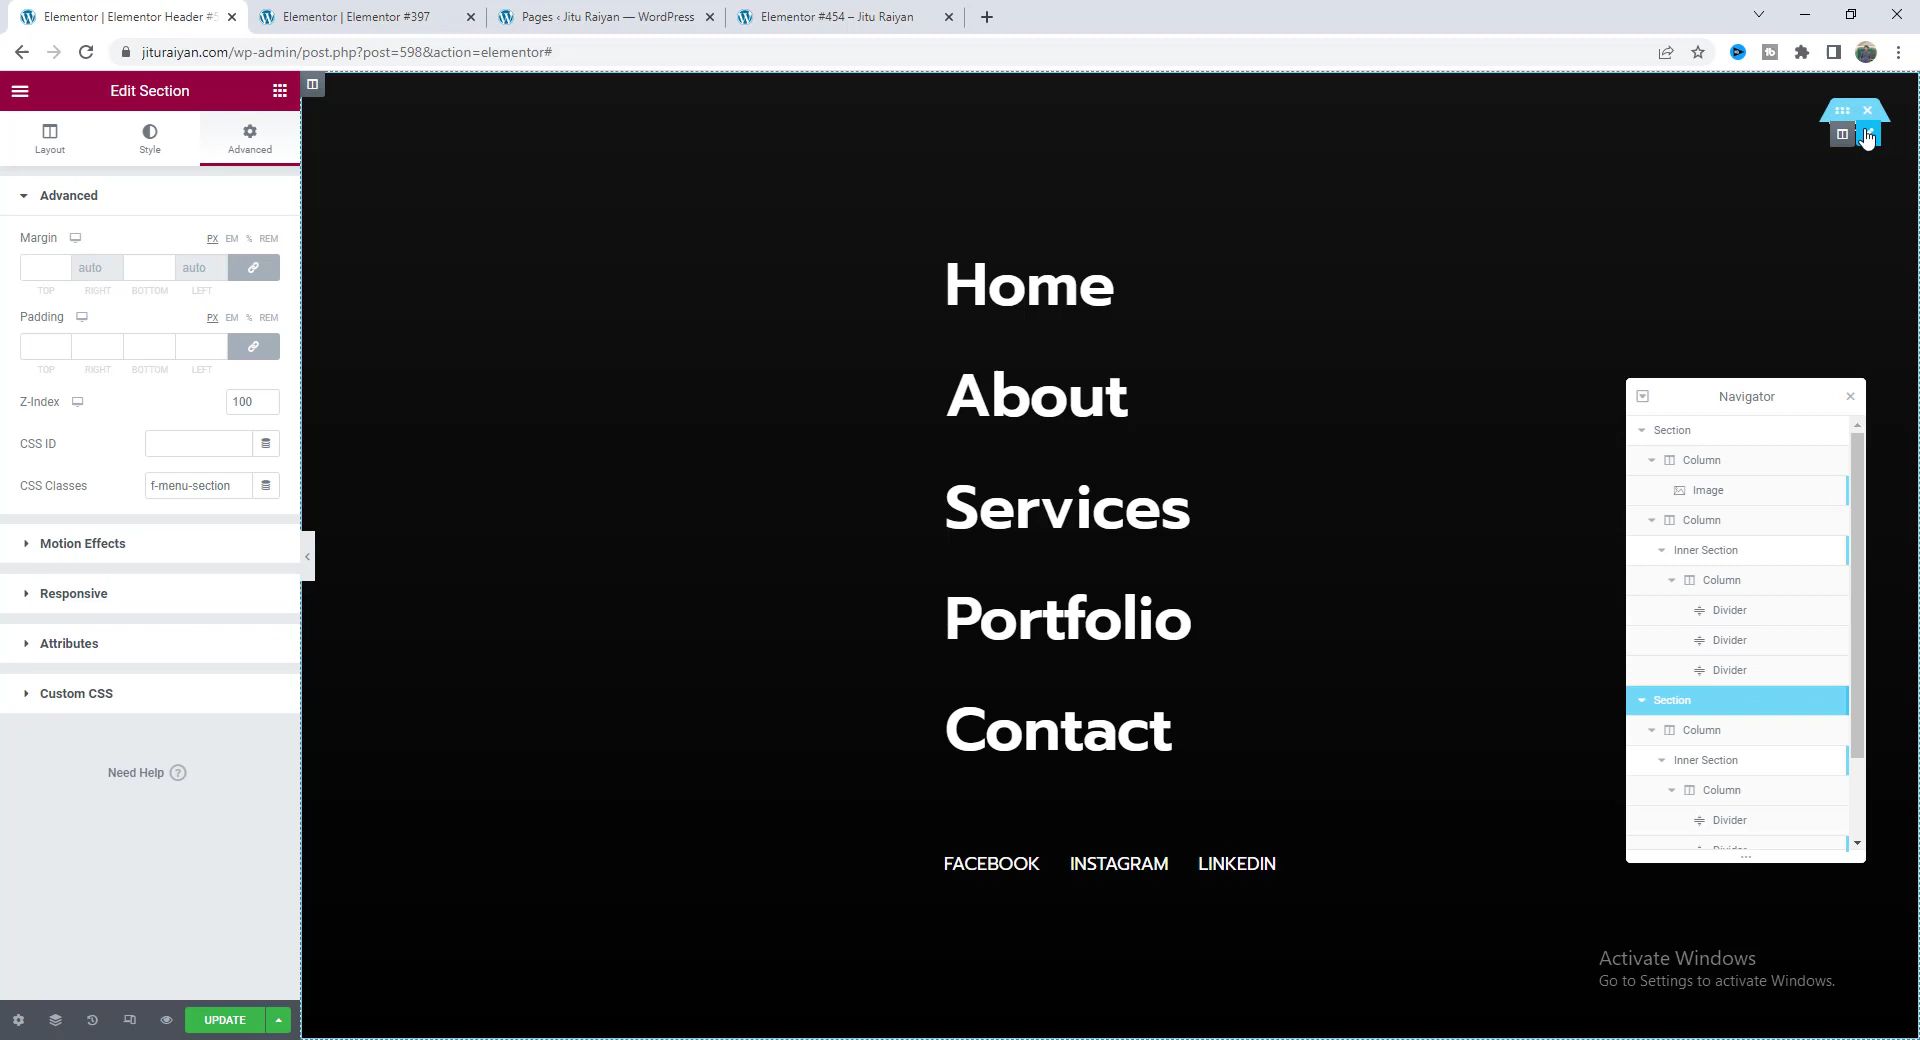 Elementor | Elementor Header #5
Elementor | Elementor #397
Pages ‹ Jitu Raiyan — WordPress
Elementor #454 – Jitu Raiyan
jituraiyan.com/wp-admin/post.php?post=598&action=elementor#
Edit Section
Layout
Style
Advanced
Advanced
Margin
PX EM % REM
auto
auto
TOP RIGHT BOTTOM LEFT
Padding
PX EM % REM
TOP RIGHT BOTTOM LEFT
Z-Index
100
CSS ID
CSS Classes
f-menu-section
Motion Effects
Responsive
Attributes
Custom CSS
Need Help ?
UPDATE
Home
About
Services
Portfolio
Contact
FACEBOOK INSTAGRAM LINKEDIN
Navigator
Section
Column
Image
Column
Inner Section
Column
Divider
Divider
Divider
Section
Column
Inner Section
Column
Divider
Activate Windows
Go to Settings to activate Windows.